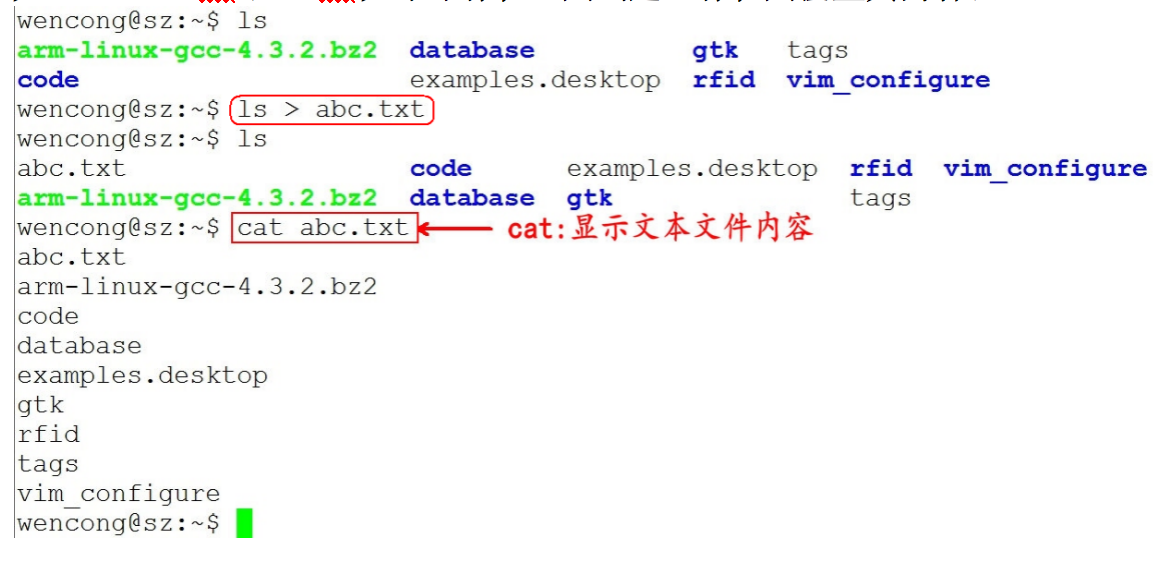 wencong@sz:~$ ls
arm-linux-gcc-4.3.2.bz2 database gtk tags
code examples.desktop rfid vim_configure
wencong@sz:~$ ls > abc.txt
wencong@sz:~$ ls
abc.txt code examples.desktop rfid vim_configure
arm-linux-gcc-4.3.2.bz2 database gtk tags
wencong@sz:~$ cat abc.txt cat:显示文本文件内容
abc.txt
arm-linux-gcc-4.3.2.bz2
code
database
examples.desktop
gtk
rfid
tags
vim_configure
wencong@sz:~$